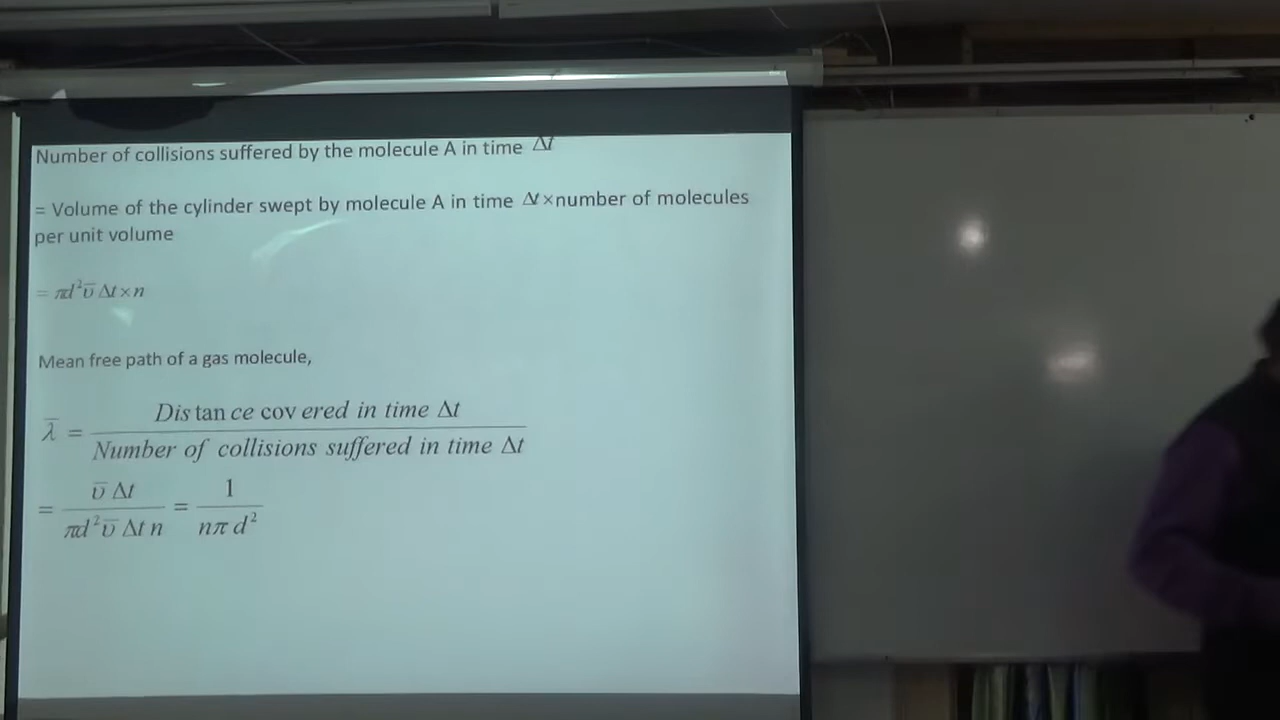 Number of collisions suffered by the molecule A in time Δt
= Volume of the cylinder swept by molecule A in time Δt×number of molecules
per unit volume
= πd²ῡ Δt×n
Mean free path of a gas molecule,
λ̄ = Dis tan ce cov ered in time Δt
Number of collisions suffered in time Δt
= ῡ Δt / πd²ῡ Δt n = 1 / nπ d²